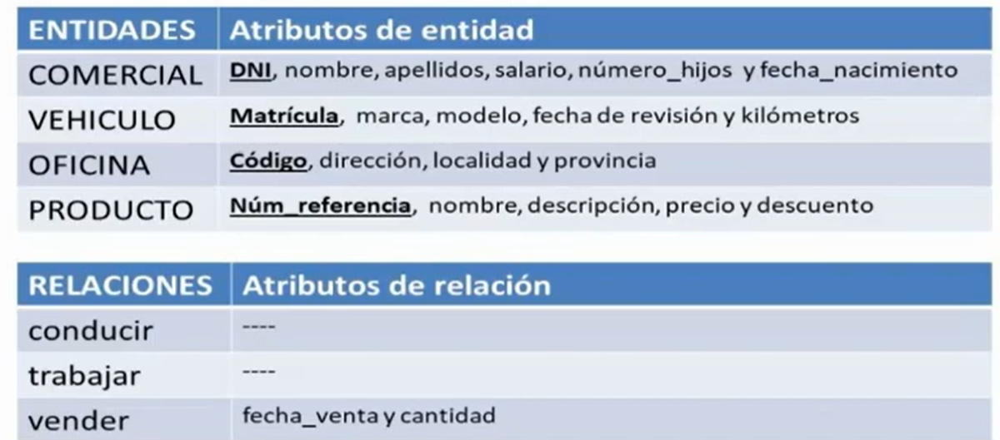 ENTIDADES Atributos de entidad
COMERCIAL DNI, nombre, apellidos, salario, número_hijos y fecha_nacimiento
VEHICULO Matrícula, marca, modelo, fecha de revisión y kilómetros
OFICINA Código, dirección, localidad y provincia
PRODUCTO Núm_referencia, nombre, descripción, precio y descuento
RELACIONES Atributos de relación
conducir ----
trabajar ----
vender fecha_venta y cantidad